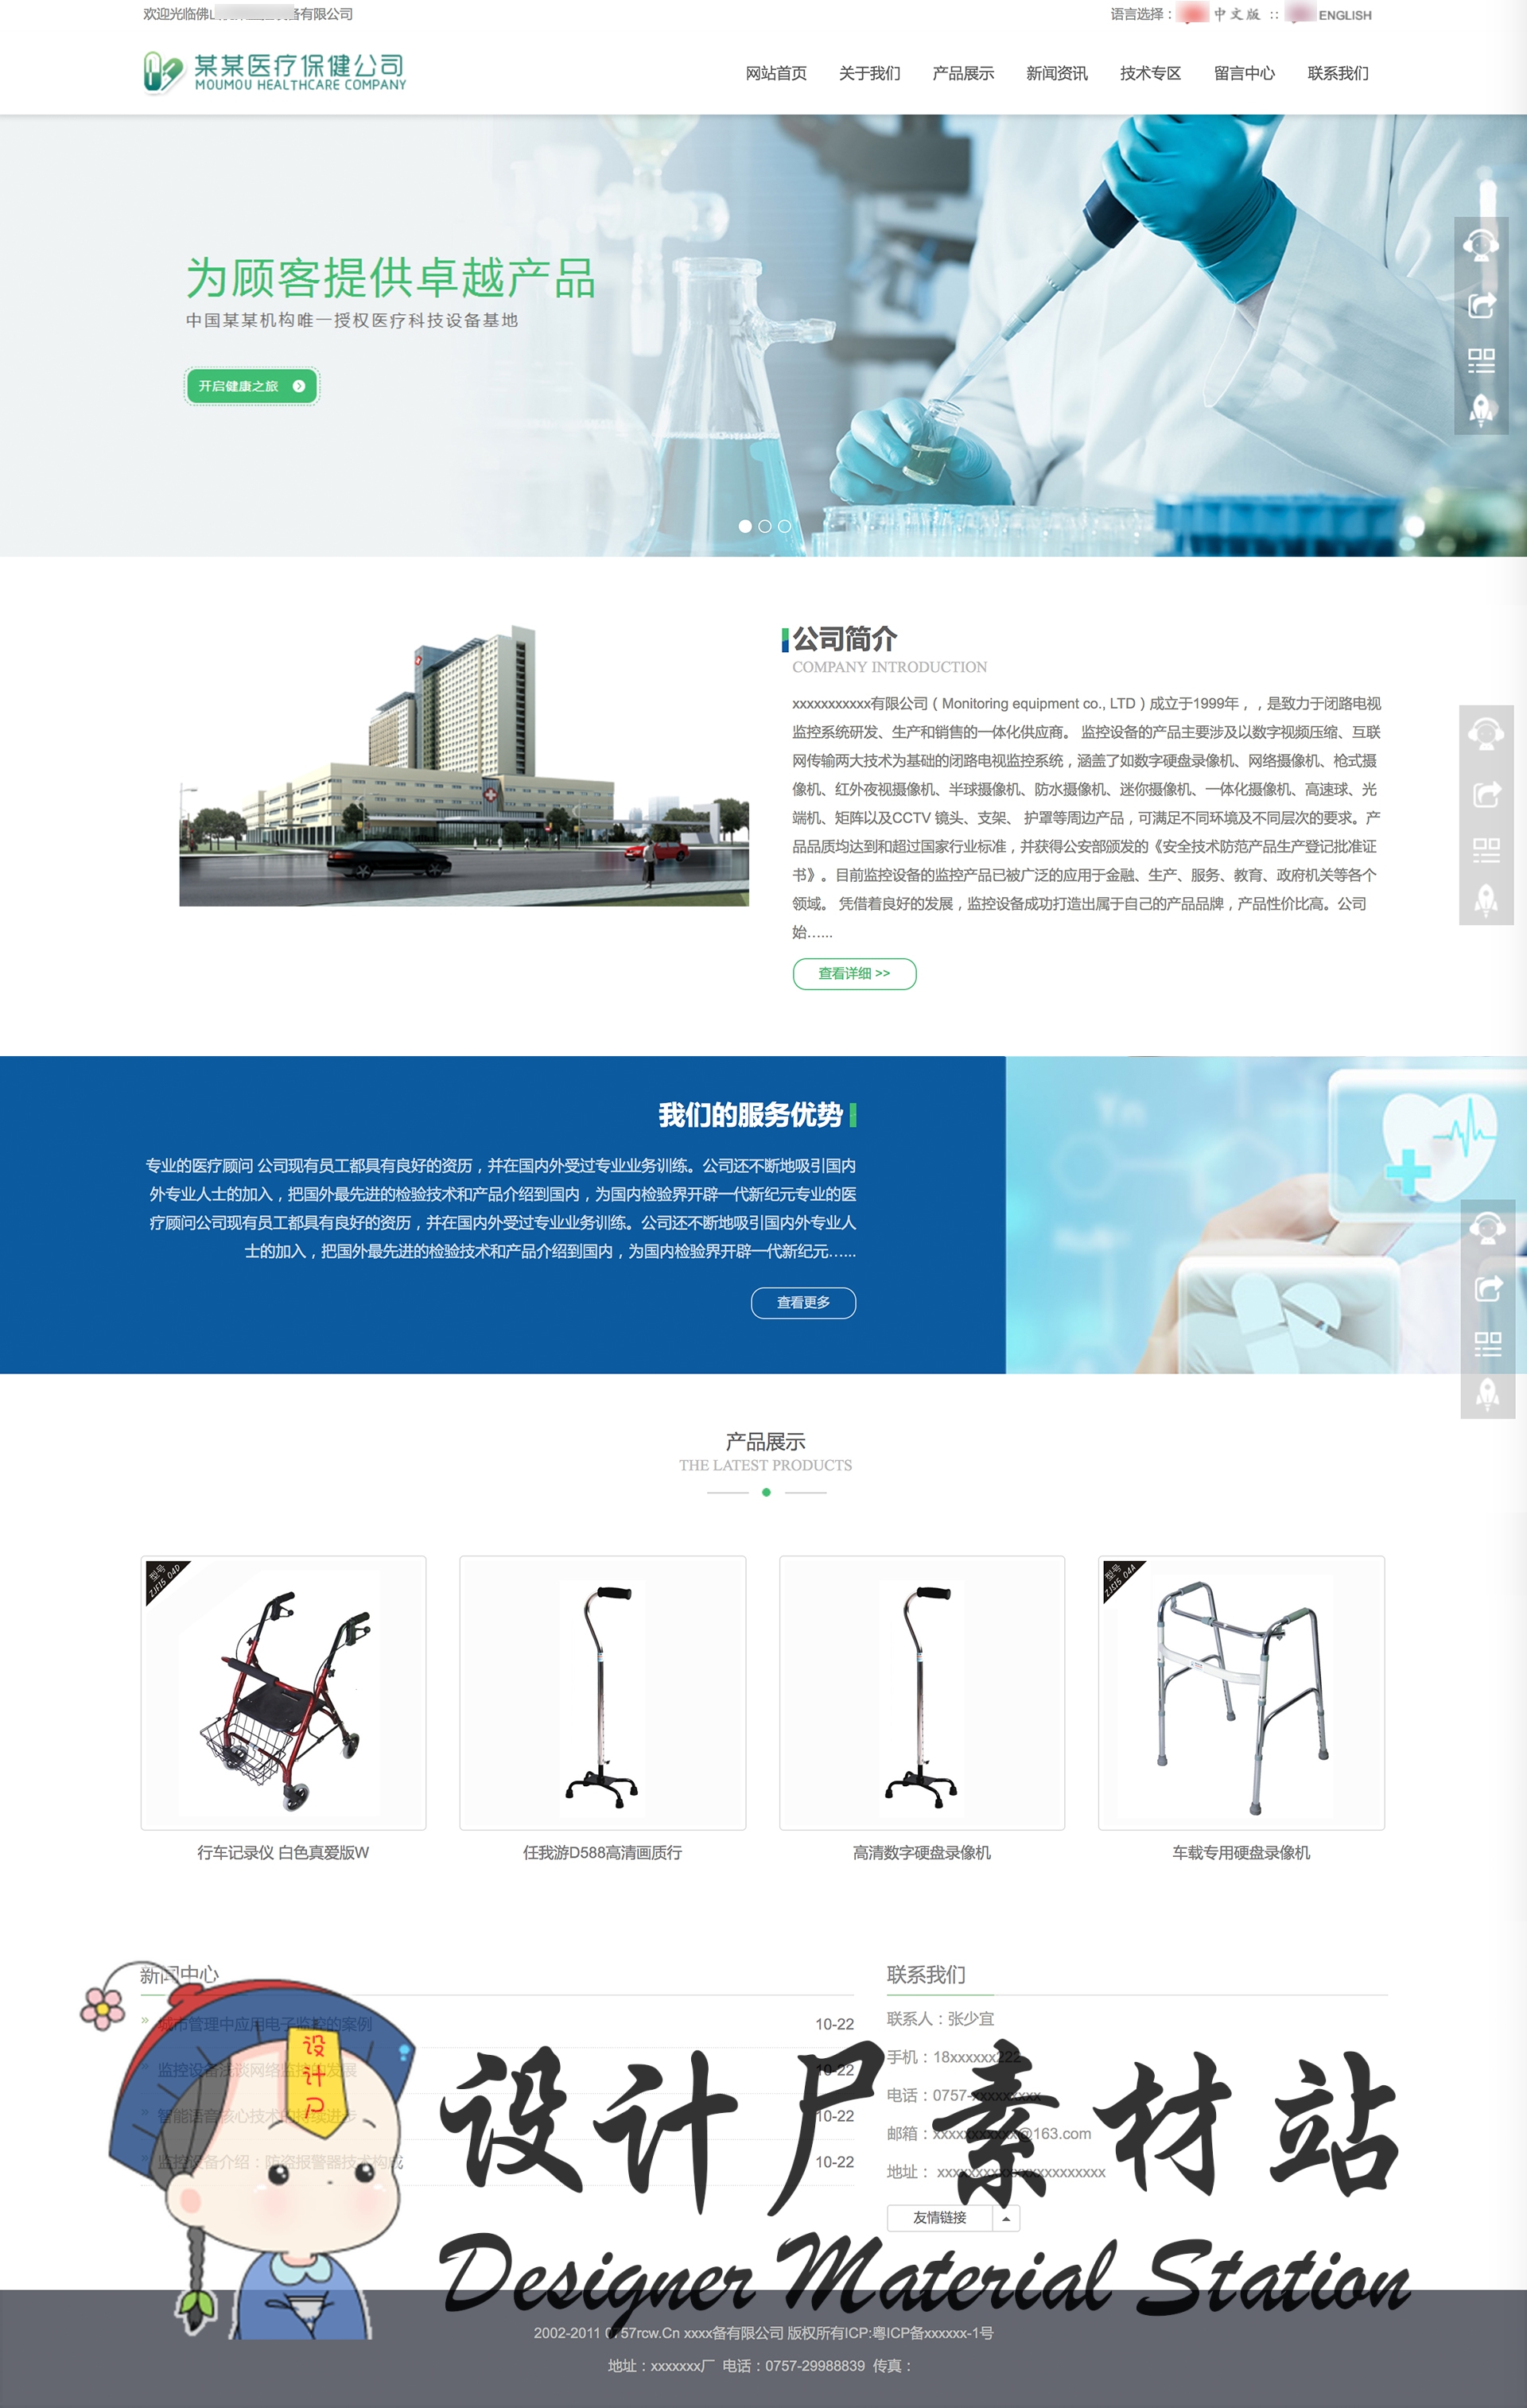 欢迎光临佛山
备有限公司
语言选择： 中文版 :: ENGLISH
某某医疗保健公司
MOUMOU HEALTHCARE COMPANY
网站首页 关于我们 产品展示 新闻资讯 技术专区 留言中心 联系我们
为顾客提供卓越产品
中国某某机构唯一授权医疗科技设备基地
开启健康之旅
公司简介
COMPANY INTRODUCTION
xxxxxxxxxxx有限公司（Monitoring equipment co., LTD）成立于1999年，，是致力于闭路电视
监控系统研发、生产和销售的一体化供应商。 监控设备的产品主要涉及以数字视频压缩、互联
网传输两大技术为基础的闭路电视监控系统，涵盖了如数字硬盘录像机、网络摄像机、枪式摄
像机、红外夜视摄像机、半球摄像机、防水摄像机、迷你摄像机、一体化摄像机、高速球、光
端机、矩阵以及CCTV 镜头、支架、 护罩等周边产品，可满足不同环境及不同层次的要求。产
品品质均达到和超过国家行业标准，并获得公安部颁发的《安全技术防范产品生产登记批准证
书》。目前监控设备的监控产品已被广泛的应用于金融、生产、服务、教育、政府机关等各个
领域。 凭借着良好的发展，监控设备成功打造出属于自己的产品品牌，产品性价比高。公司
始......
查看详细 >>
我们的服务优势
专业的医疗顾问 公司现有员工都具有良好的资历，并在国内外受过专业业务训练。公司还不断地吸引国内
外专业人士的加入，把国外最先进的检验技术和产品介绍到国内，为国内检验界开辟一代新纪元专业的医
疗顾问公司现有员工都具有良好的资历，并在国内外受过专业业务训练。公司还不断地吸引国内外专业人
士的加入，把国外最先进的检验技术和产品介绍到国内，为国内检验界开辟一代新纪元......
查看更多
产品展示
THE LATEST PRODUCTS
型号
ZJFJ5 04D
型号
ZJSJ5 04A
行车记录仪 白色真爱版W
任我游D588高清画质行
高清数字硬盘录像机
车载专用硬盘录像机
新闻中心
» 城市管理中应用电子监控的案例 10-22
» 监控设备浅谈网络监控的发展 10-22
» 智能语音核心技术的持续进步 10-22
» 监控设备介绍：防盗报警器技术构成 10-22
联系我们
联系人：张少宜
手机：18xxxxxx222
电话：0757-xxxxxxxxx
邮箱：xxxxxxxxxxx@163.com
地址： xxxxxxxxxxxxxxxxxxxxxx
友情链接
设计尸
设计尸素材站
Designer Material Station
2002-2011 0757rcw.Cn xxxx备有限公司 版权所有ICP:粤ICP备xxxxxx-1号
地址：xxxxxxx厂 电话：0757-29988839 传真：